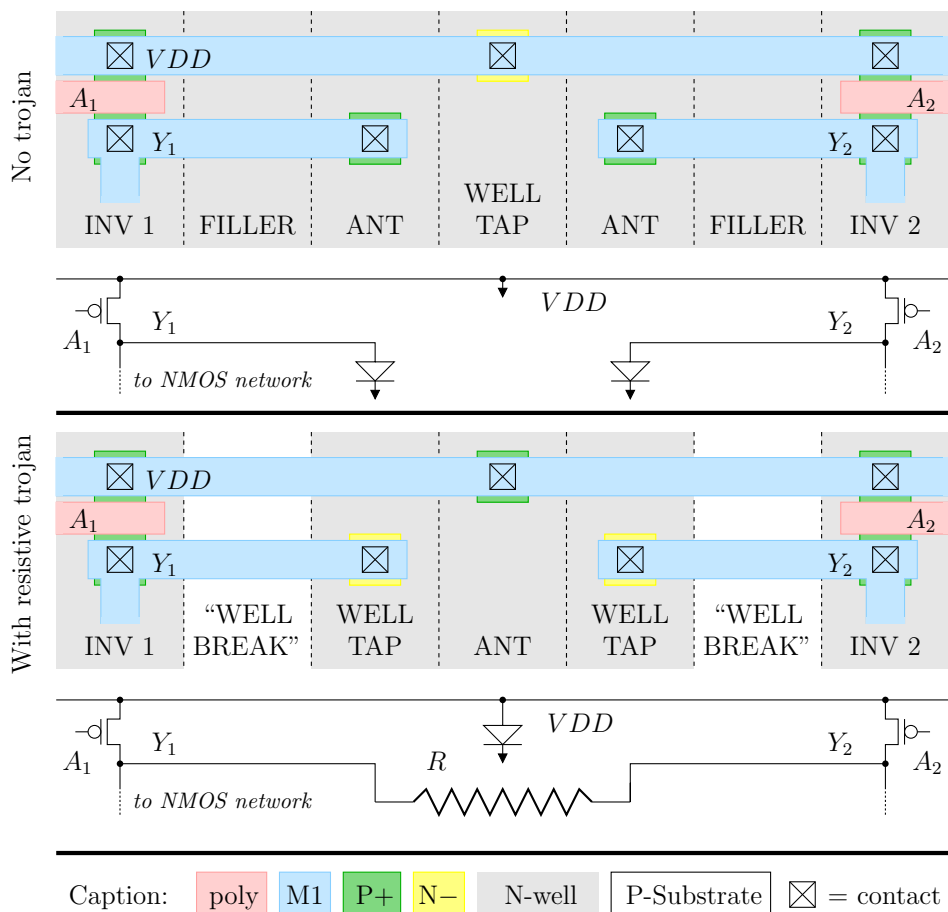 No trojan
VDD
A1
A2
Y1
Y2
WELL
INV 1 FILLER ANT TAP ANT FILLER INV 2
VDD
Y1
Y2
A1
A2
to NMOS network
With resistive trojan
VDD
A1
A2
Y1
Y2
“WELL WELL WELL “WELL
INV 1 BREAK” TAP ANT TAP BREAK” INV 2
VDD
Y1
Y2
A1
R
A2
to NMOS network
Caption: poly M1 P+ N− N-well P-Substrate = contact